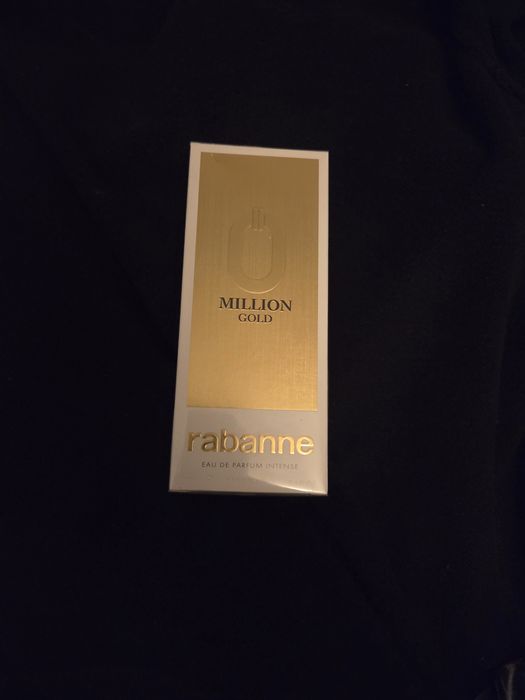 MILLION
GOLD
rabanne
EAU DE PARFUM INTENSE